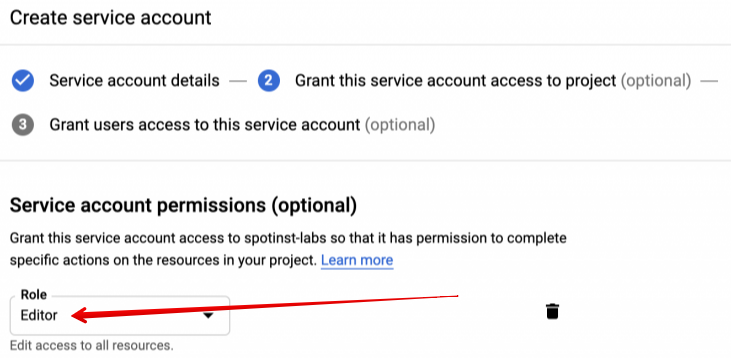 Create service account
Service account details — 2 Grant this service account access to project (optional) —
3 Grant users access to this service account (optional)
Service account permissions (optional)
Grant this service account access to spotinst-labs so that it has permission to complete
specific actions on the resources in your project. Learn more
Role
Editor
Edit access to all resources.